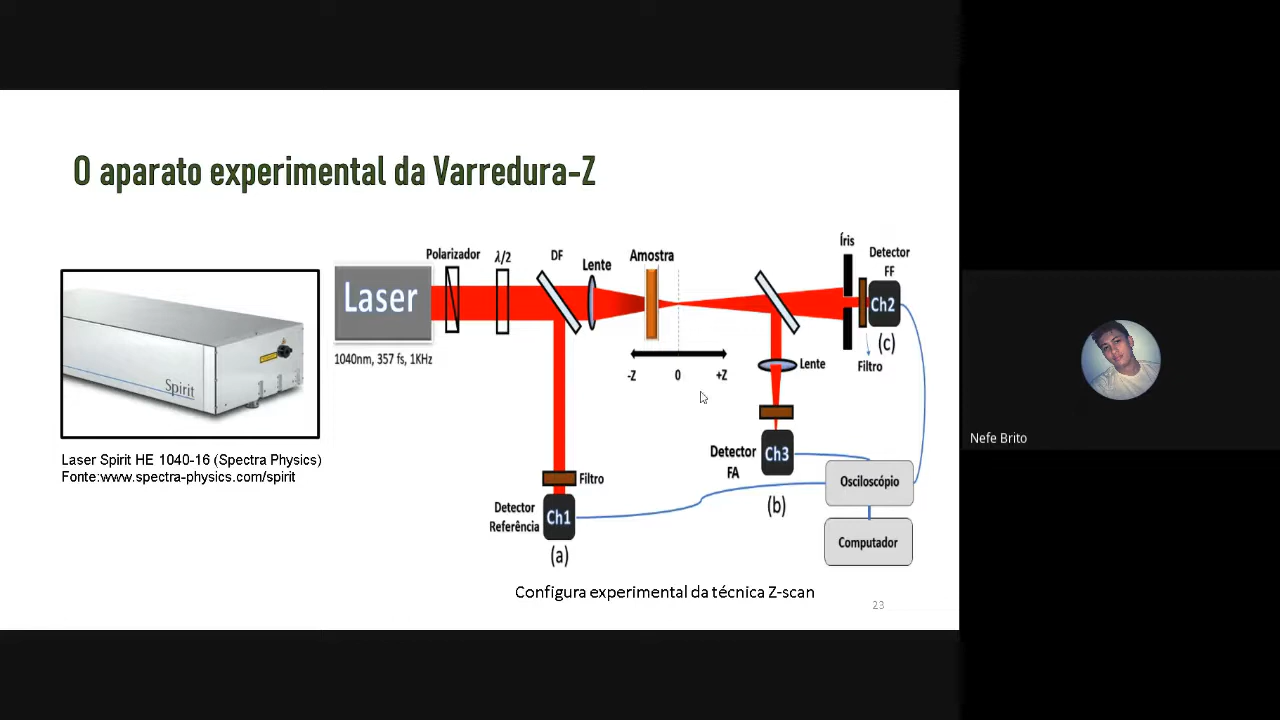 O aparato experimental da Varredura-Z
Spirit
Laser Spirit HE 1040-16 (Spectra Physics)
Fonte:www.spectra-physics.com/spirit
Laser
1040nm, 357 fs, 1KHz
Polarizador
λ/2
DF
Lente
Amostra
-Z
0
+Z
Íris
Detector
FF
Ch2
(c)
Filtro
Lente
Detector
FA
Ch3
(b)
Filtro
Detector
Referência
Ch1
(a)
Osciloscópio
Computador
Configura experimental da técnica Z-scan
23
Nefe Brito